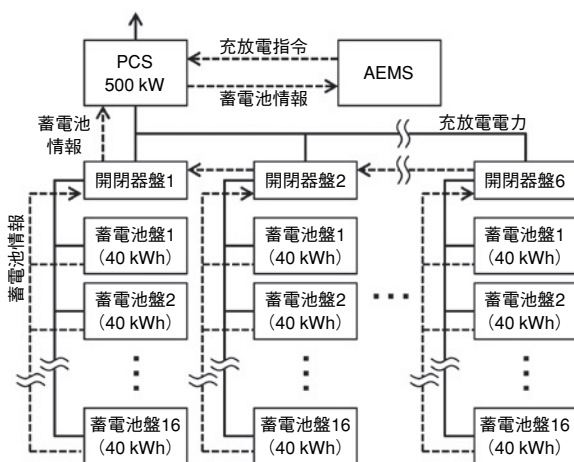 PCS
500 kW
充放電指令
AEMS
蓄電池情報
蓄電池
情報
充放電電力
開閉器盤1
開閉器盤2
開閉器盤6
蓄電池情報
蓄電池盤1
(40 kWh)
蓄電池盤1
(40 kWh)
蓄電池盤1
(40 kWh)
蓄電池盤2
(40 kWh)
蓄電池盤2
(40 kWh)
蓄電池盤2
(40 kWh)
蓄電池盤16
(40 kWh)
蓄電池盤16
(40 kWh)
蓄電池盤16
(40 kWh)